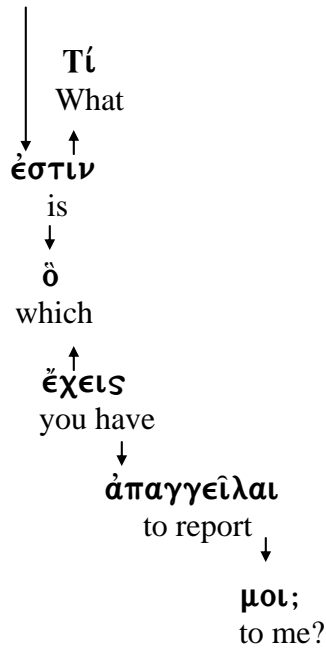 Τί
What
ἐστιν
is
ὃ
which
ἔχεις
you have
ἀπαγγεῖλαι
to report
μοι;
to me?